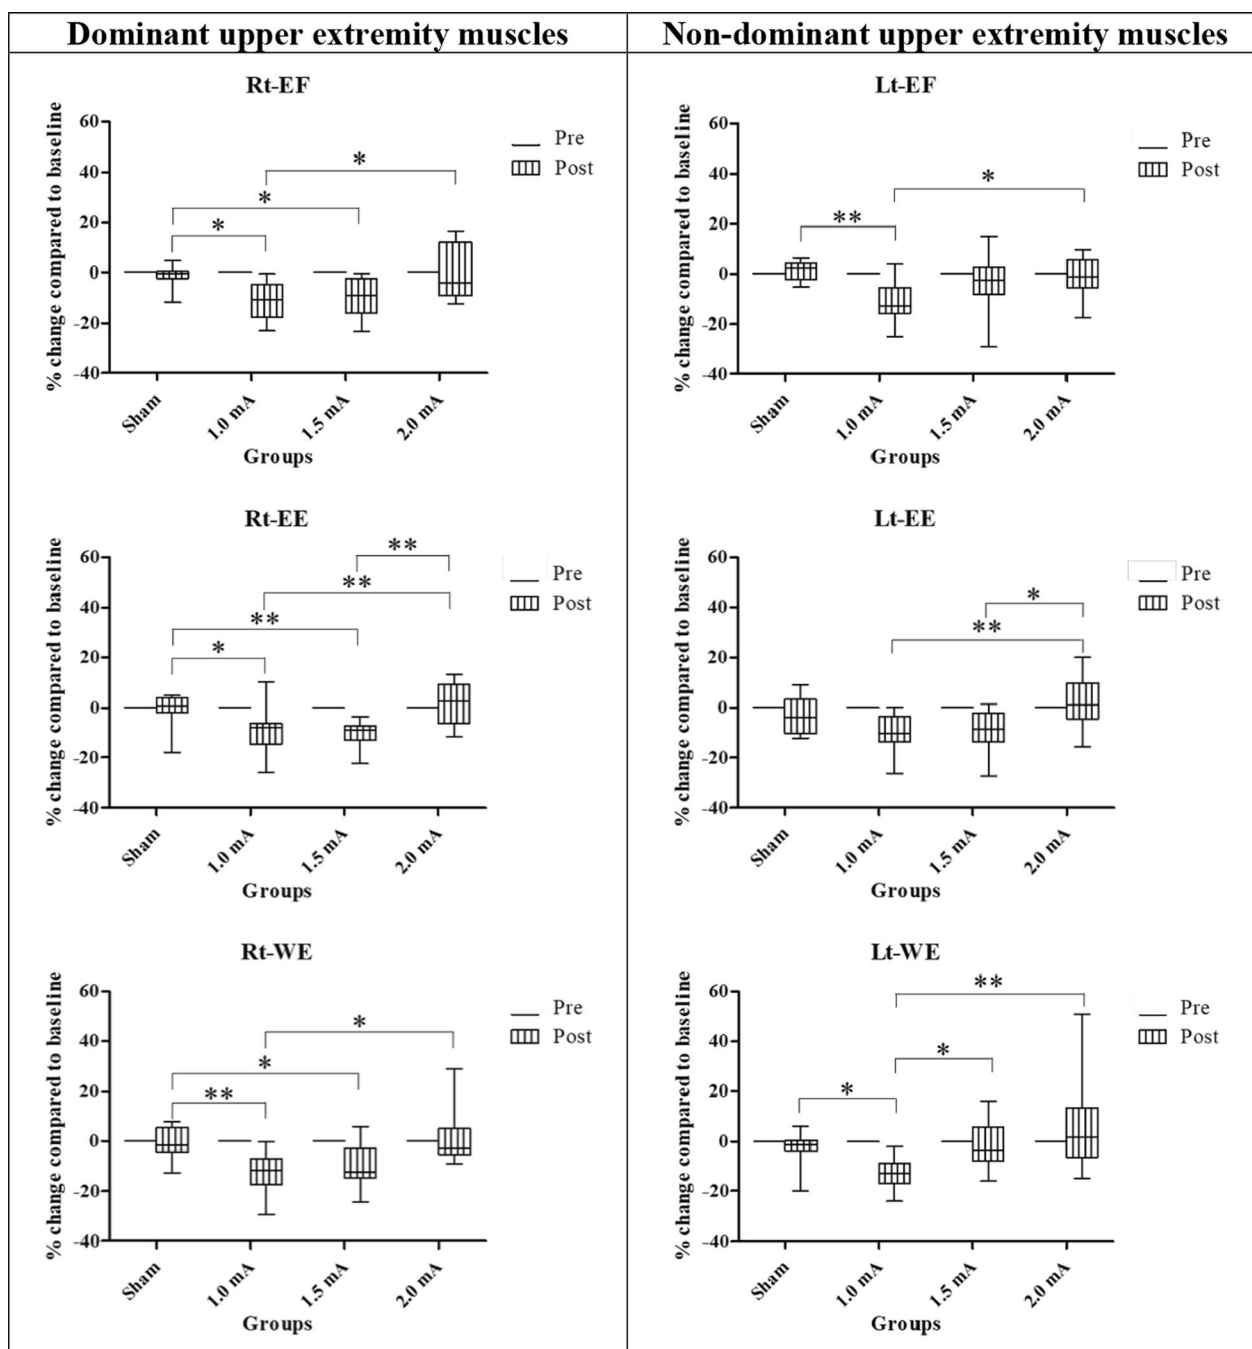 Dominant upper extremity muscles
Non-dominant upper extremity muscles
Rt-EF
% change compared to baseline
60
40
20
0
-20
-40
Pre
Post
*
*
*
Sham
1.0 mA
1.5 mA
2.0 mA
Groups
Lt-EF
% change compared to baseline
60
40
20
0
-20
-40
Pre
Post
*
**
Sham
1.0 mA
1.5 mA
2.0 mA
Groups
Rt-EE
% change compared to baseline
60
40
20
0
-20
-40
Pre
Post
**
**
**
*
Sham
1.0 mA
1.5 mA
2.0 mA
Groups
Lt-EE
% change compared to baseline
60
40
20
0
-20
-40
Pre
Post
*
**
Sham
1.0 mA
1.5 mA
2.0 mA
Groups
Rt-WE
% change compared to baseline
60
40
20
0
-20
-40
Pre
Post
*
*
**
Sham
1.0 mA
1.5 mA
2.0 mA
Groups
Lt-WE
% change compared to baseline
60
40
20
0
-20
-40
Pre
Post
**
*
*
Sham
1.0 mA
1.5 mA
2.0 mA
Groups